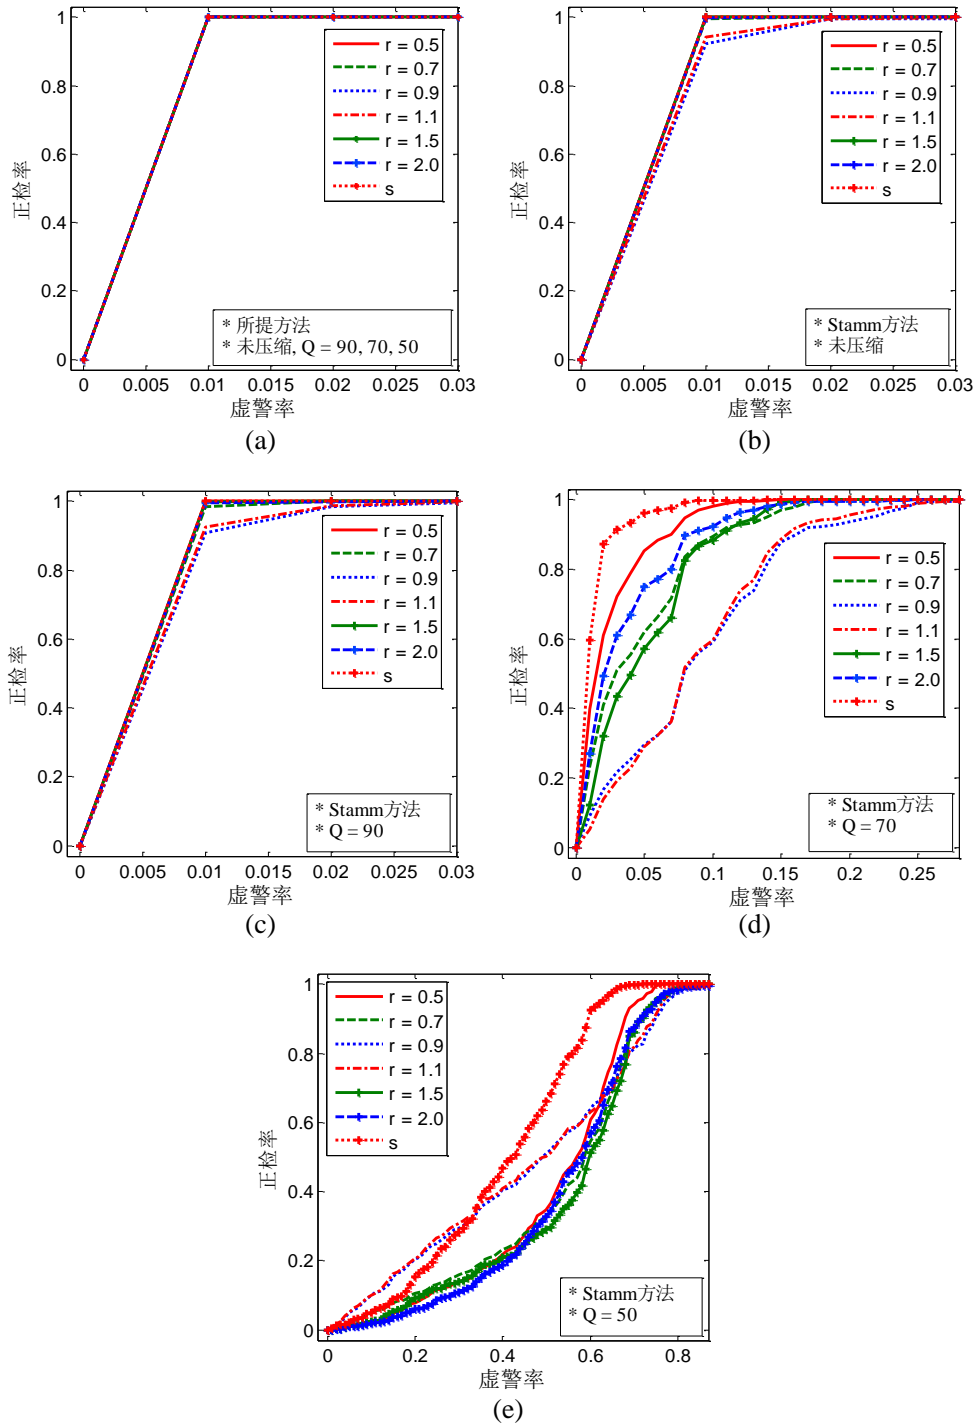 1
0.8
0.6
0.4
0.2
0
正检率
r = 0.5
r = 0.7
r = 0.9
r = 1.1
r = 1.5
r = 2.0
s
* 所提方法
* 未压缩, Q = 90, 70, 50
0 0.005 0.01 0.015 0.02 0.025 0.03
虚警率
(a)
1
0.8
0.6
0.4
0.2
0
正检率
r = 0.5
r = 0.7
r = 0.9
r = 1.1
r = 1.5
r = 2.0
s
* Stamm方法
* 未压缩
0 0.005 0.01 0.015 0.02 0.025 0.03
虚警率
(b)
1
0.8
0.6
0.4
0.2
0
正检率
r = 0.5
r = 0.7
r = 0.9
r = 1.1
r = 1.5
r = 2.0
s
* Stamm方法
* Q = 90
0 0.005 0.01 0.015 0.02 0.025 0.03
虚警率
(c)
1
0.8
0.6
0.4
0.2
0
正检率
r = 0.5
r = 0.7
r = 0.9
r = 1.1
r = 1.5
r = 2.0
s
* Stamm方法
* Q = 70
0 0.05 0.1 0.15 0.2 0.25
虚警率
(d)
1
0.8
0.6
0.4
0.2
0
正检率
r = 0.5
r = 0.7
r = 0.9
r = 1.1
r = 1.5
r = 2.0
s
* Stamm方法
* Q = 50
0 0.2 0.4 0.6 0.8
虚警率
(e)